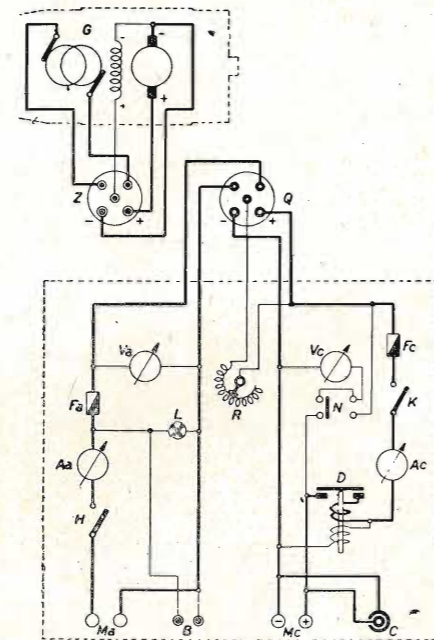 G
- -
+ +
Z Q
- + - +
Va Vc
Fc
Fa L R N K
Aa Ac
D
H
- +
Ma B Mc C